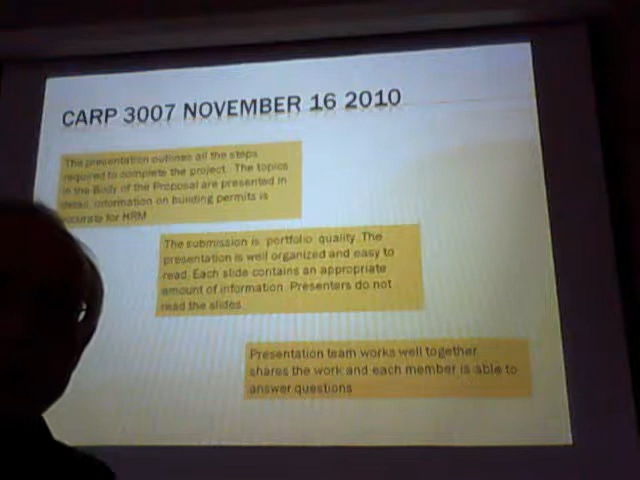 CARP 3007 NOVEMBER 16 2010
The presentation outlines all the steps
required to complete the project. The topics
in the Body of the Proposal are presented in
detail, information on building permits is
accurate for HRM
The submission is portfolio quality. The
presentation is well organized and easy to
read. Each slide contains an appropriate
amount of information. Presenters do not
read the slides
Presentation team works well together
shares the work and each member is able to
answer questions